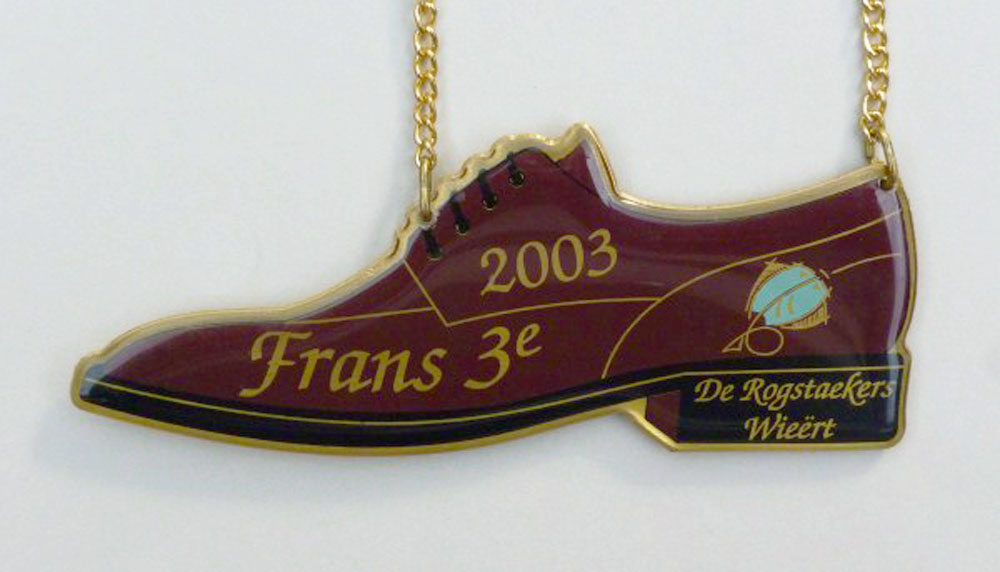 2003
Frans 3e
De Rogstaekers
Wieërt